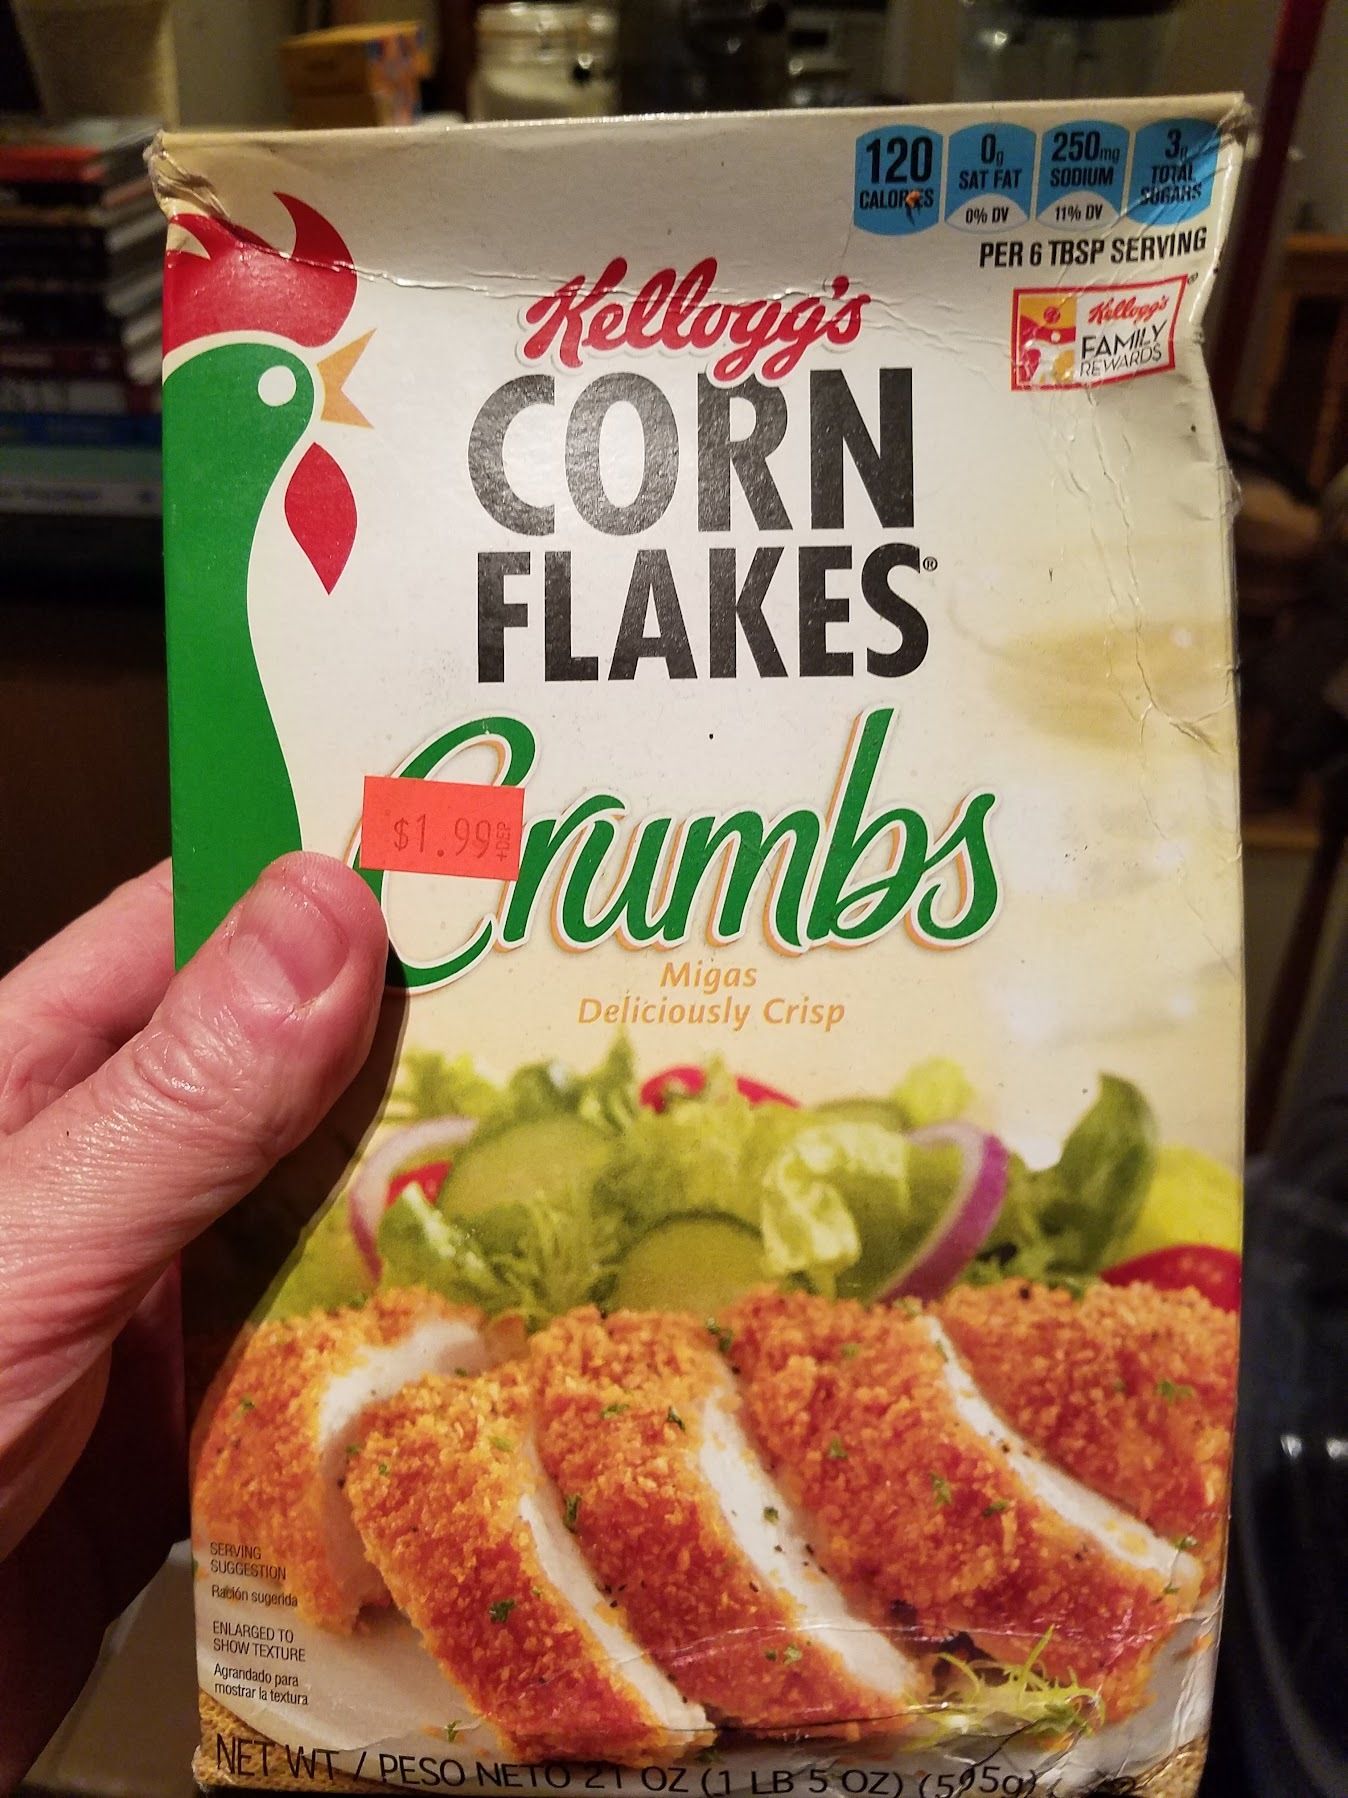 120
CALORIES
0g
SAT FAT
0% DV
250mg
SODIUM
11% DV
3g
TOTAL
SUGARS
PER 6 TBSP SERVING
Kellogg's
FAMILY
REWARDS
®
Kellogg's
CORN
FLAKES®
Crumbs
$1.99
+DEP
Migas
Deliciously Crisp
SERVING
SUGGESTION
Ración sugerida
ENLARGED TO
SHOW TEXTURE
Agrandado para
mostrar la textura
NET WT / PESO NETO 21 OZ (1 LB 5 OZ) (595g)